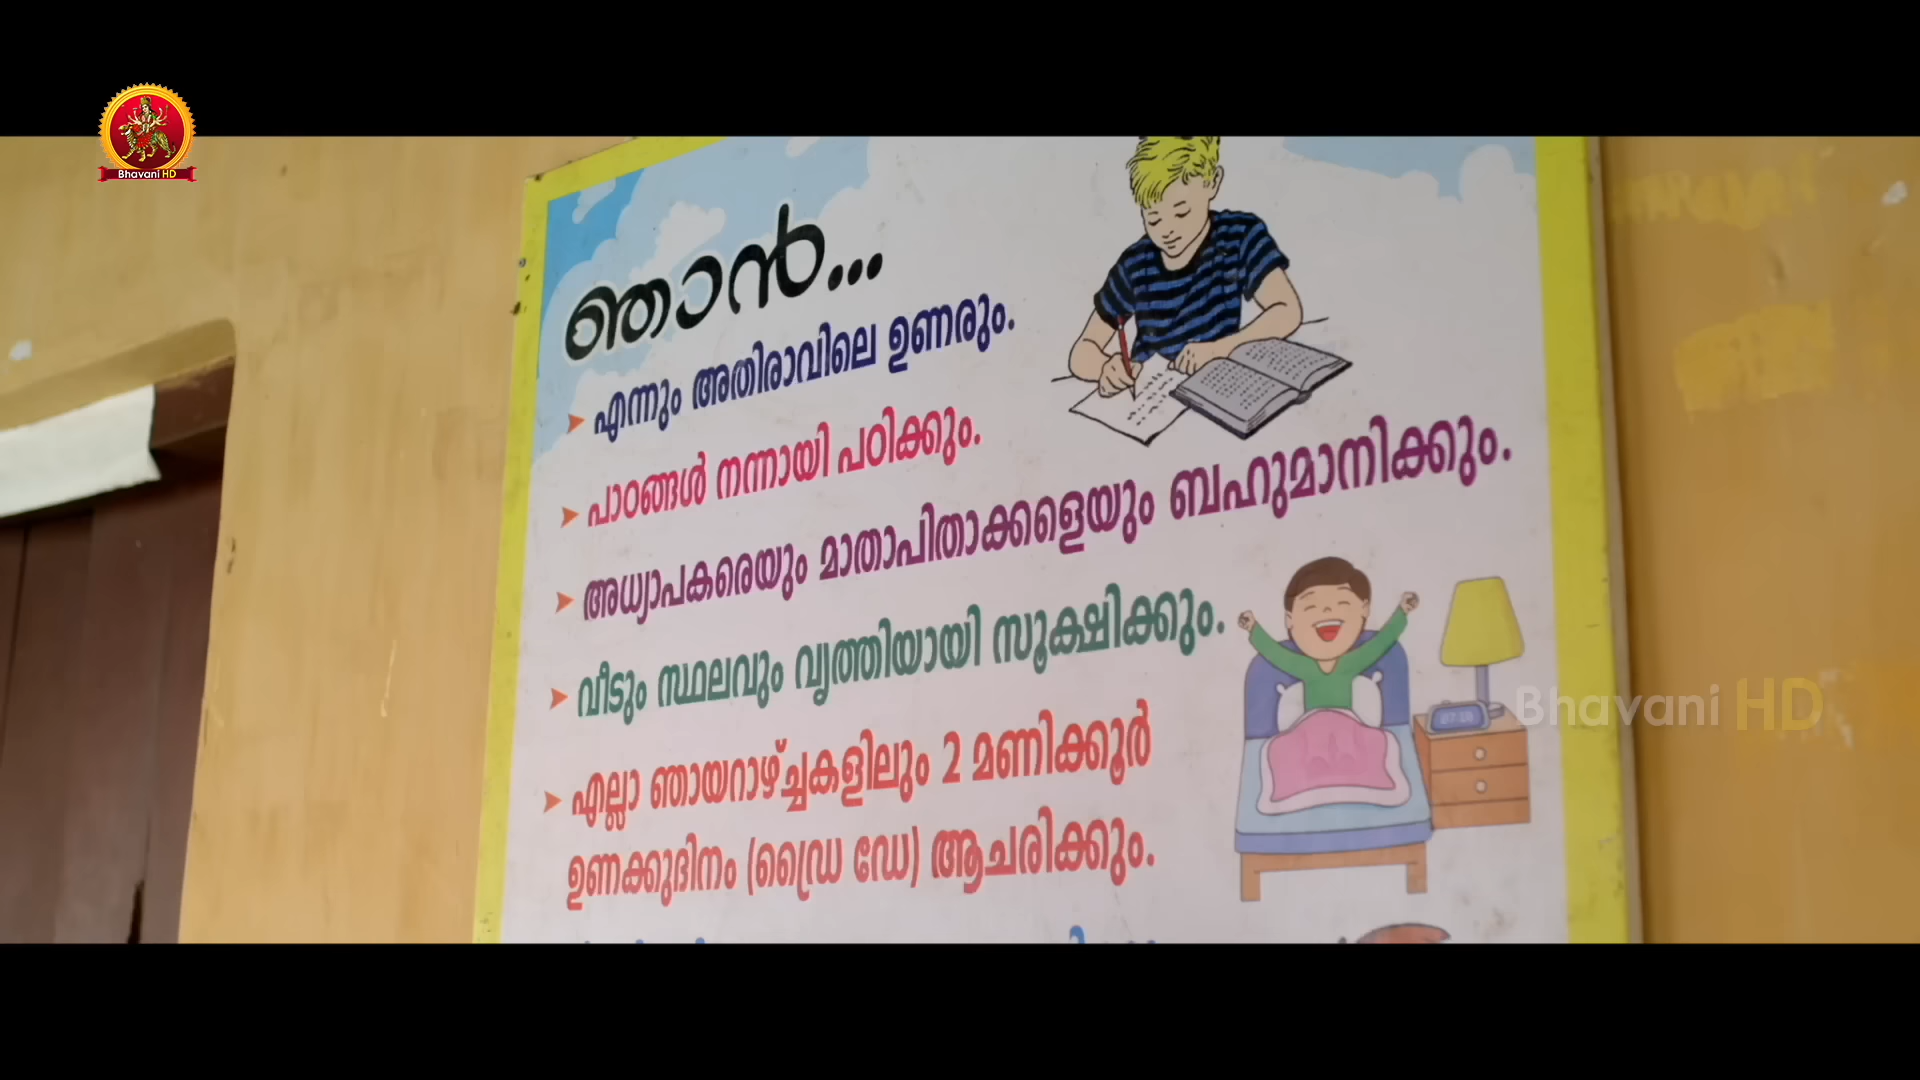 Bhavani HD
ഞാൻ...
എന്നും അതിരാവിലെ ഉണരും.
പാഠങ്ങൾ നന്നായി പഠിക്കും.
അധ്യാപകരെയും മാതാപിതാക്കളെയും ബഹുമാനിക്കും.
വീടും സ്ഥലവും വൃത്തിയായി സൂക്ഷിക്കും.
എല്ലാ ഞായറാഴ്ച്ചകളിലും 2 മണിക്കൂർ
ഉണക്കുദിനം (ഡ്രൈ ഡേ) ആചരിക്കും.
Bhavani HD